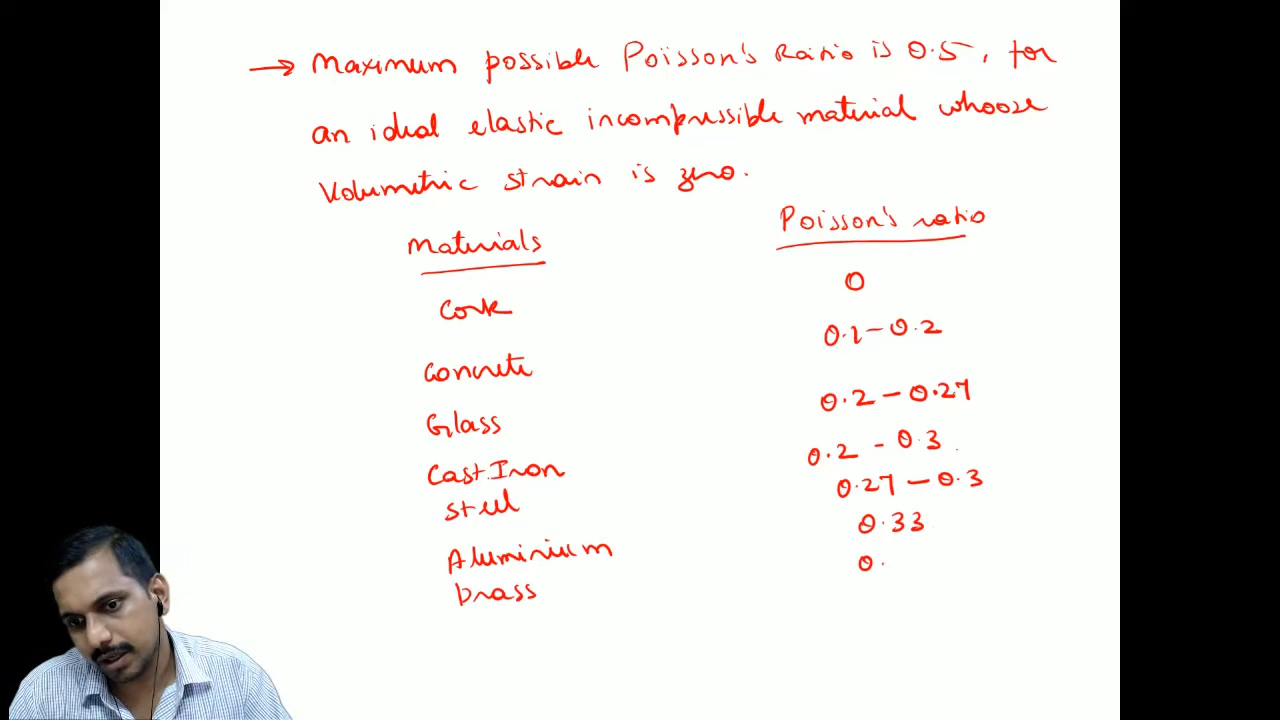 → Maximum possible Poisson's Ratio is 0.5, for
an ideal elastic incompressible material whooze
Volumetric strain is zero.
Materials Poisson's ratio
Cork 0
Concrete 0.1-0.2
Glass 0.2-0.27
Cast Iron 0.2-0.3
steel 0.27-0.3
Aluminium 0.33
brass 0.